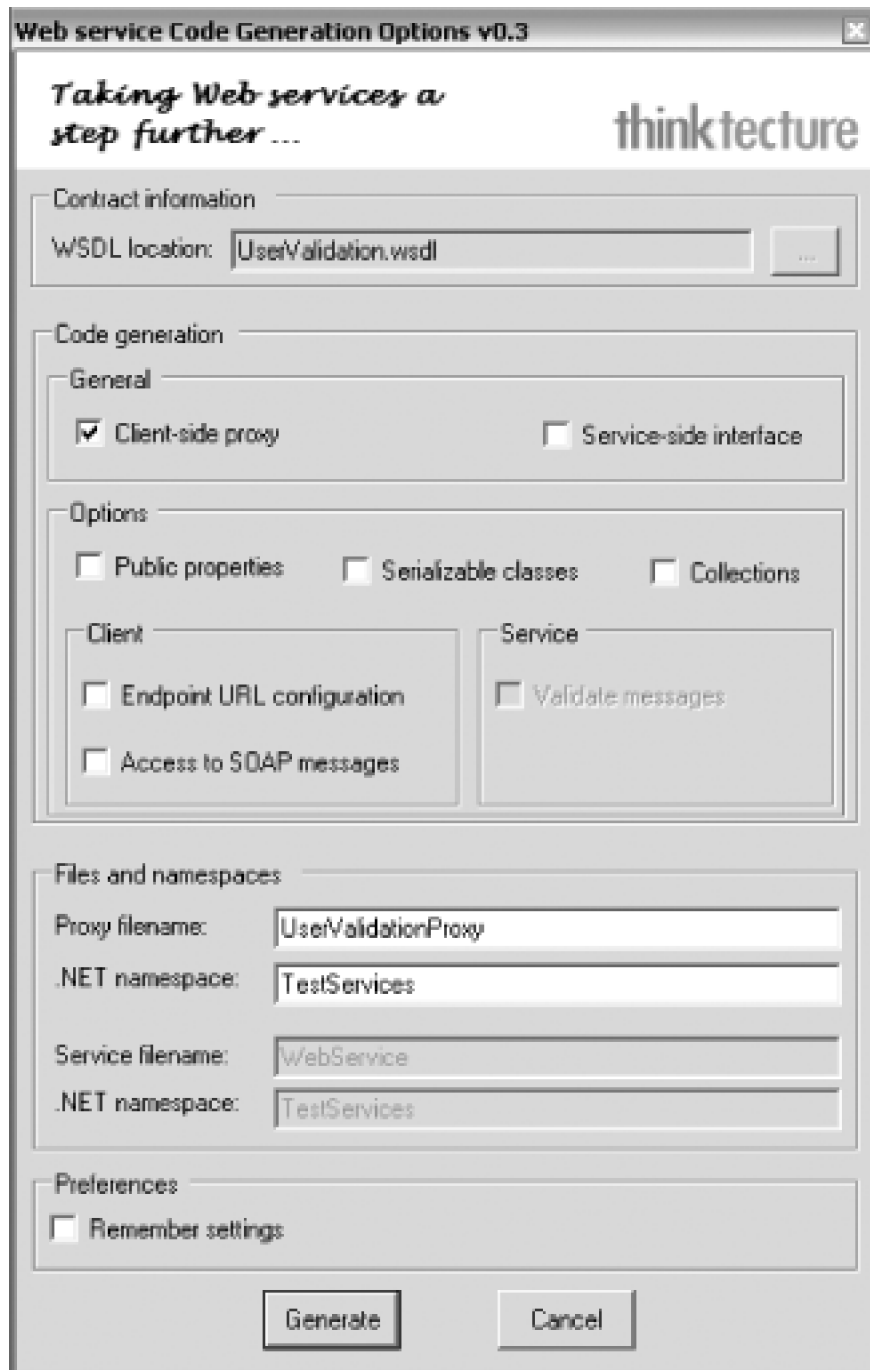 Web service Code Generation Options v0.3
Taking Web services a
step further ...
thinktecture
Contract information
WSDL location: UserValidation.wsdl ...
Code generation
General
Client-side proxy Service-side interface
Options
Public properties Serializable classes Collections
Client Service
Endpoint URL configuration Validate messages
Access to SOAP messages
Files and namespaces
Proxy filename: UserValidationProxy
.NET namespace: TestServices
Service filename: WebService
.NET namespace: TestServices
Preferences
Remember settings
Generate Cancel